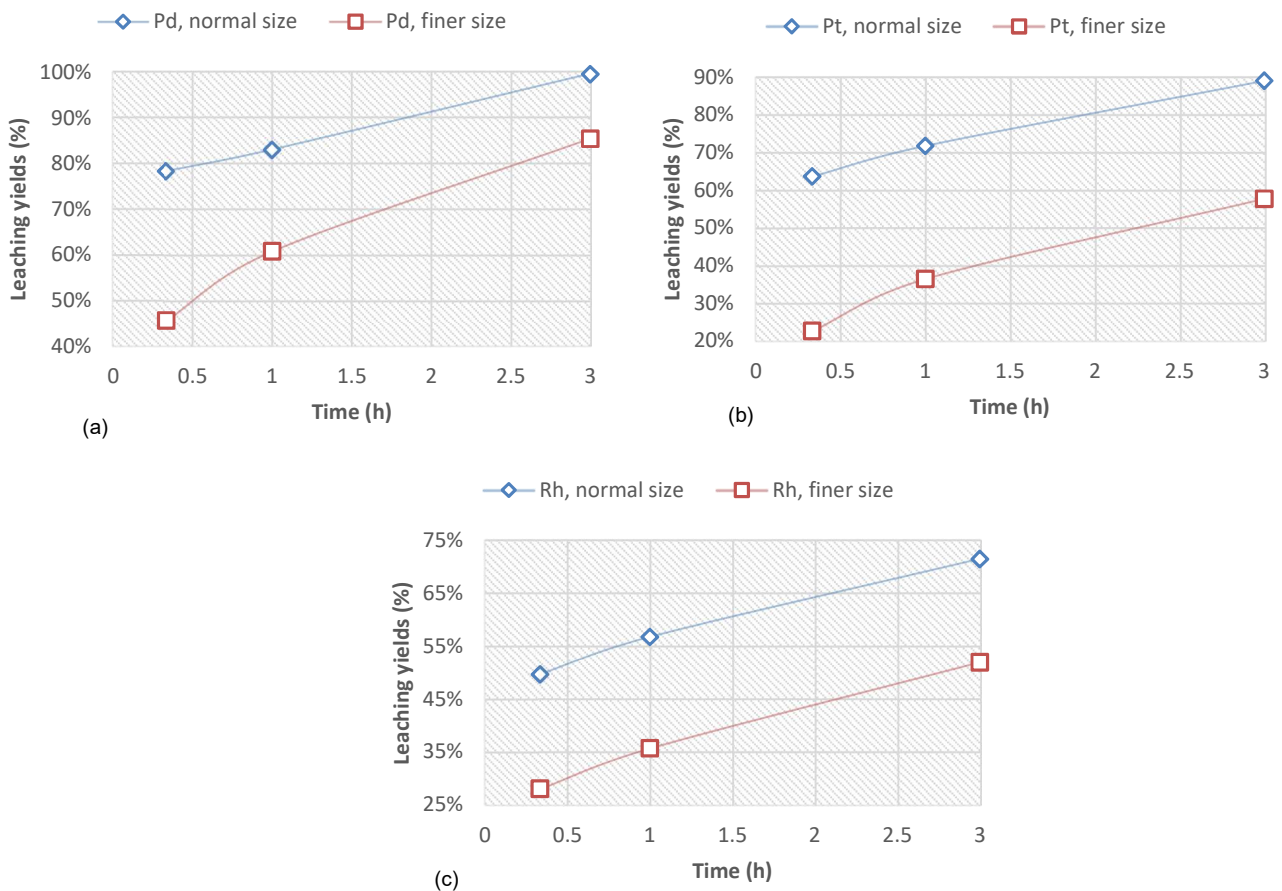 Pd, normal size Pd, finer size
Leaching yields (%)
100%
90%
80%
70%
60%
50%
40%
0 0.5 1 1.5 2 2.5 3
Time (h)
(a)
Pt, normal size Pt, finer size
Leaching yields (%)
90%
80%
70%
60%
50%
40%
30%
20%
0 0.5 1 1.5 2 2.5 3
Time (h)
(b)
Rh, normal size Rh, finer size
Leaching yields (%)
75%
65%
55%
45%
35%
25%
0 0.5 1 1.5 2 2.5 3
Time (h)
(c)